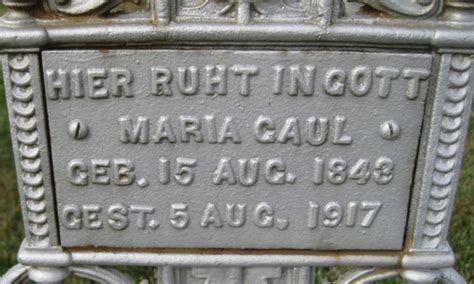 HIER RUHT IN GOTT
MARIA GAUL
GEB. 15 AUG. 1843
GEST. 5 AUG. 1917